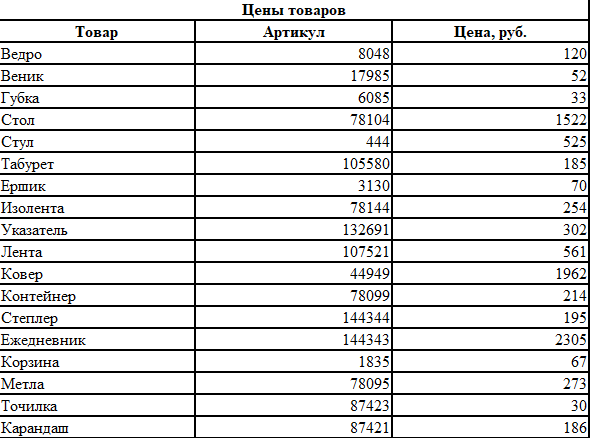 Цены товаров
Товар Артикул Цена, руб.
Ведро 8048 120
Веник 17985 52
Губка 6085 33
Стол 78104 1522
Стул 444 525
Табурет 105580 185
Ершик 3130 70
Изолента 78144 254
Указатель 132691 302
Лента 107521 561
Ковер 44949 1962
Контейнер 78099 214
Степлер 144344 195
Ежедневник 144343 2305
Корзина 1835 67
Метла 78095 273
Точилка 87423 30
Карандаш 87421 186